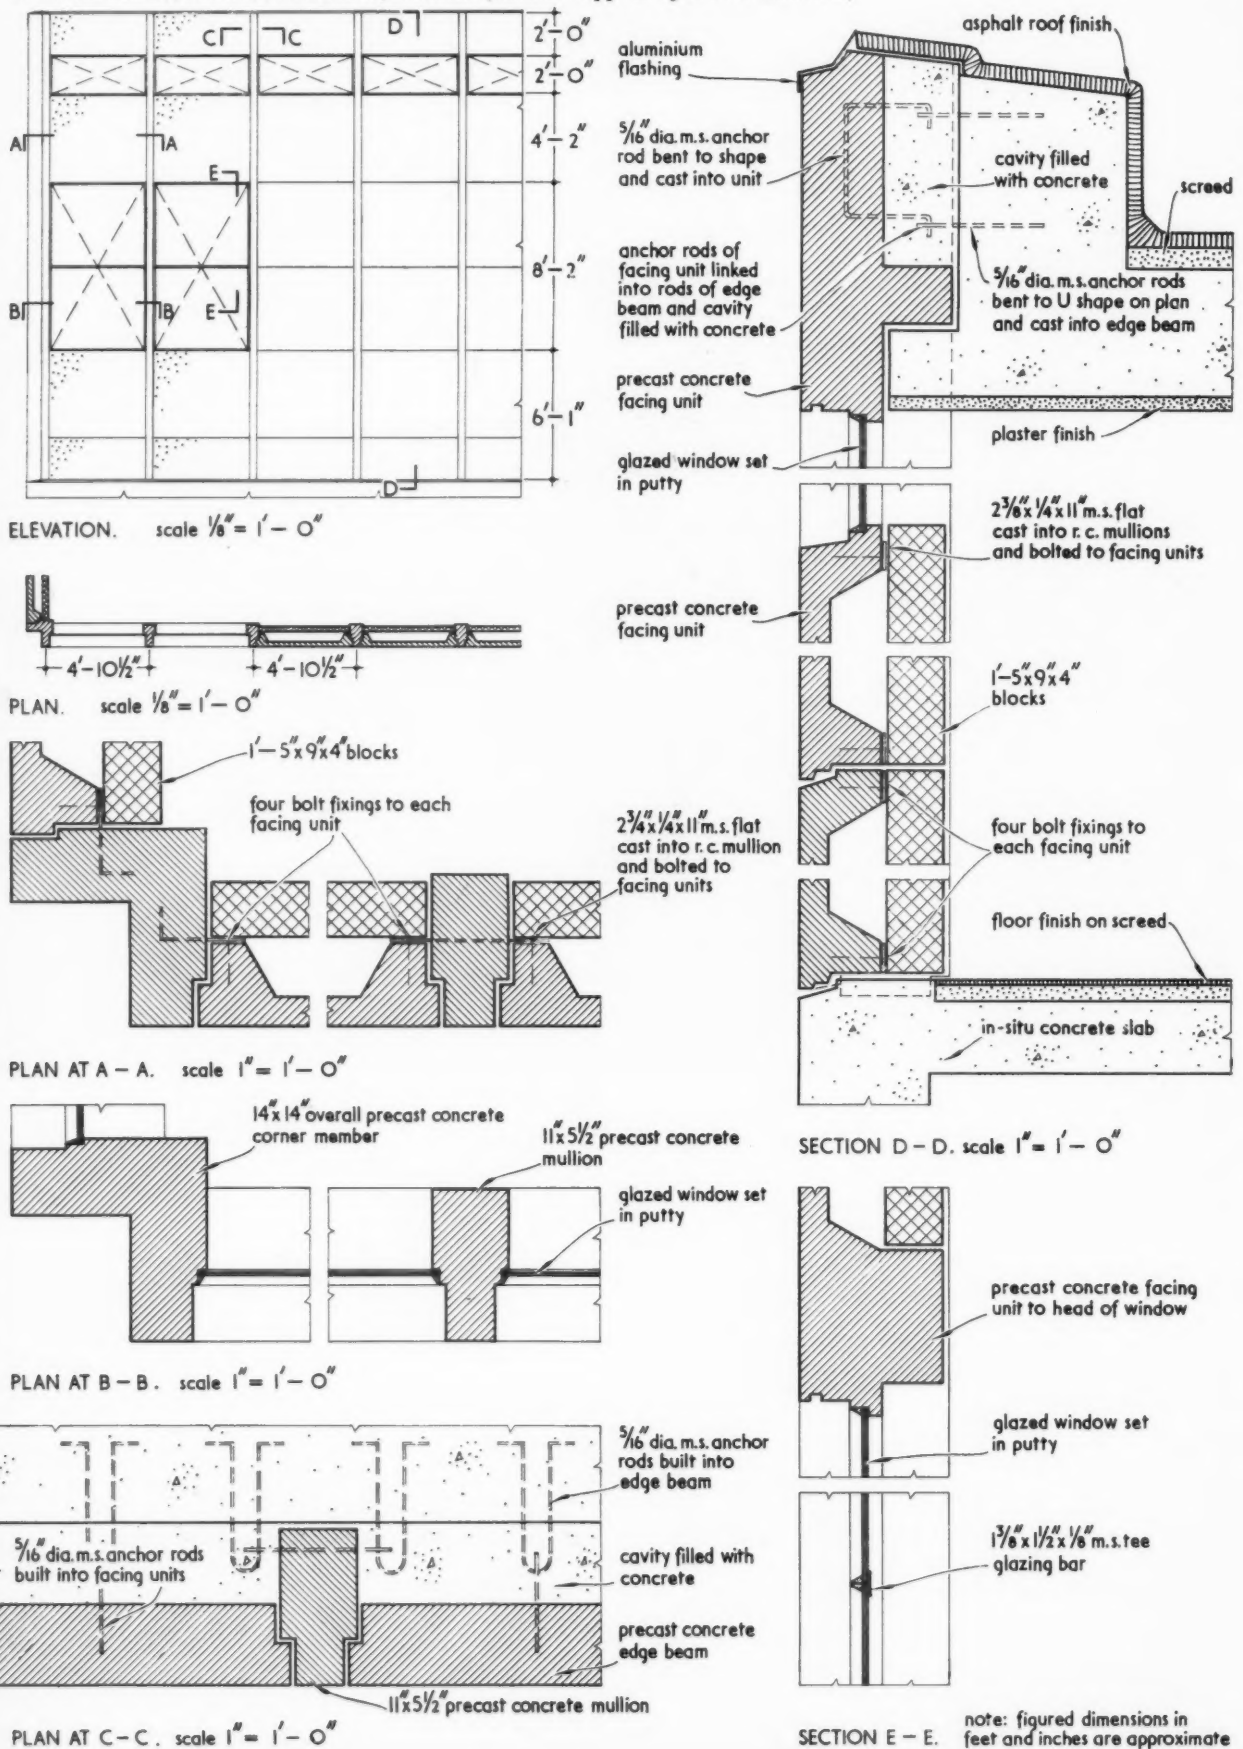 C
C
D
2′—0″
2′—0″
A
A
4′—2″
E
8′—2″
B
B
E
6′—1″
D
ELEVATION. scale 1/8″ = 1′—0″
4′—10½″
4′—10½″
PLAN. scale 1/8″ = 1′—0″
1′—5″x9″x4″ blocks
four bolt fixings to each
facing unit
2¾″x¼″x11″ m.s. flat
cast into r.c. mullion
and bolted to
facing units
PLAN AT A—A. scale 1″ = 1′—0″
14″x14″ overall precast concrete
corner member
11″x5½″ precast concrete
mullion
glazed window set
in putty
PLAN AT B—B. scale 1″ = 1′—0″
5/16″ dia. m.s. anchor
rods built into
edge beam
5/16″ dia. m.s. anchor rods
built into facing units
cavity filled with
concrete
precast concrete
edge beam
11″x5½″ precast concrete mullion
PLAN AT C—C. scale 1″ = 1′—0″
asphalt roof finish
aluminium
flashing
5/16″ dia. m.s. anchor
rod bent to shape
and cast into unit
cavity filled
with concrete
screed
anchor rods of
facing unit linked
into rods of edge
beam and cavity
filled with concrete
5/16″ dia. m.s. anchor rods
bent to U shape on plan
and cast into edge beam
precast concrete
facing unit
plaster finish
glazed window set
in putty
2⅜″x¼″x11″ m.s. flat
cast into r.c. mullions
and bolted to facing units
precast concrete
facing unit
1′—5″x9″x4″
blocks
four bolt fixings to
each facing unit
floor finish on screed
in-situ concrete slab
SECTION D—D. scale 1″ = 1′—0″
precast concrete facing
unit to head of window
glazed window set
in putty
1⅜″x1½″x⅛″ m.s. tee
glazing bar
SECTION E—E.
note: figured dimensions in
feet and inches are approximate